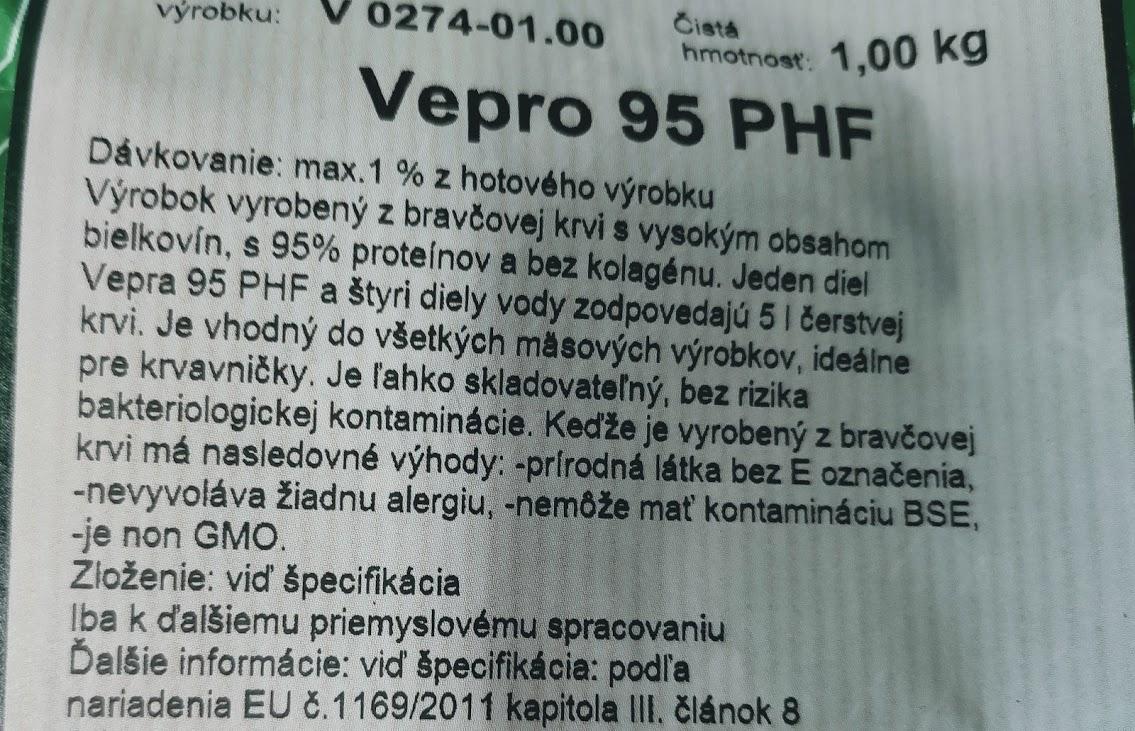 výrobku: V 0274-01.00 Čistá
hmotnosť: 1,00 kg
Vepro 95 PHF
Dávkovanie: max.1 % z hotového výrobku
Výrobok vyrobený z bravčovej krvi s vysokým obsahom
bielkovín, s 95% proteínov a bez kolagénu. Jeden diel
Vepra 95 PHF a štyri diely vody zodpovedajú 5 l čerstvej
krvi. Je vhodný do všetkých mäsových výrobkov, ideálne
pre krvavničky. Je ľahko skladovateľný, bez rizika
bakteriologickej kontaminácie. Keďže je vyrobený z bravčovej
krvi má nasledovné výhody: -prírodná látka bez E označenia,
-nevyvoláva žiadnu alergiu, -nemôže mať kontamináciu BSE,
-je non GMO.
Zloženie: viď špecifikácia
Iba k ďalšiemu priemyslovému spracovaniu
Ďalšie informácie: viď špecifikácia: podľa
nariadenia EU č.1169/2011 kapitola III. článok 8